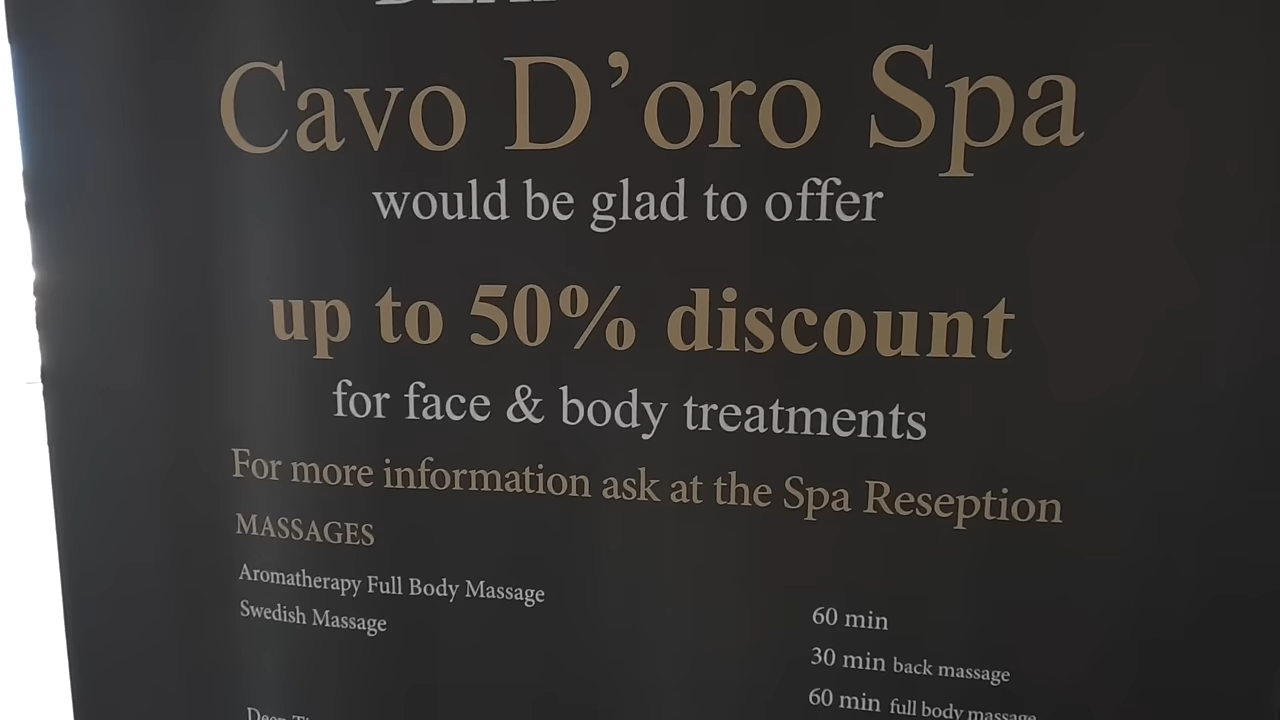 Cavo D'oro Spa
would be glad to offer
up to 50% discount
for face & body treatments
For more information ask at the Spa Reseption
MASSAGES
Aromatherapy Full Body Massage 60 min
Swedish Massage 30 min back massage
60 min full body massage